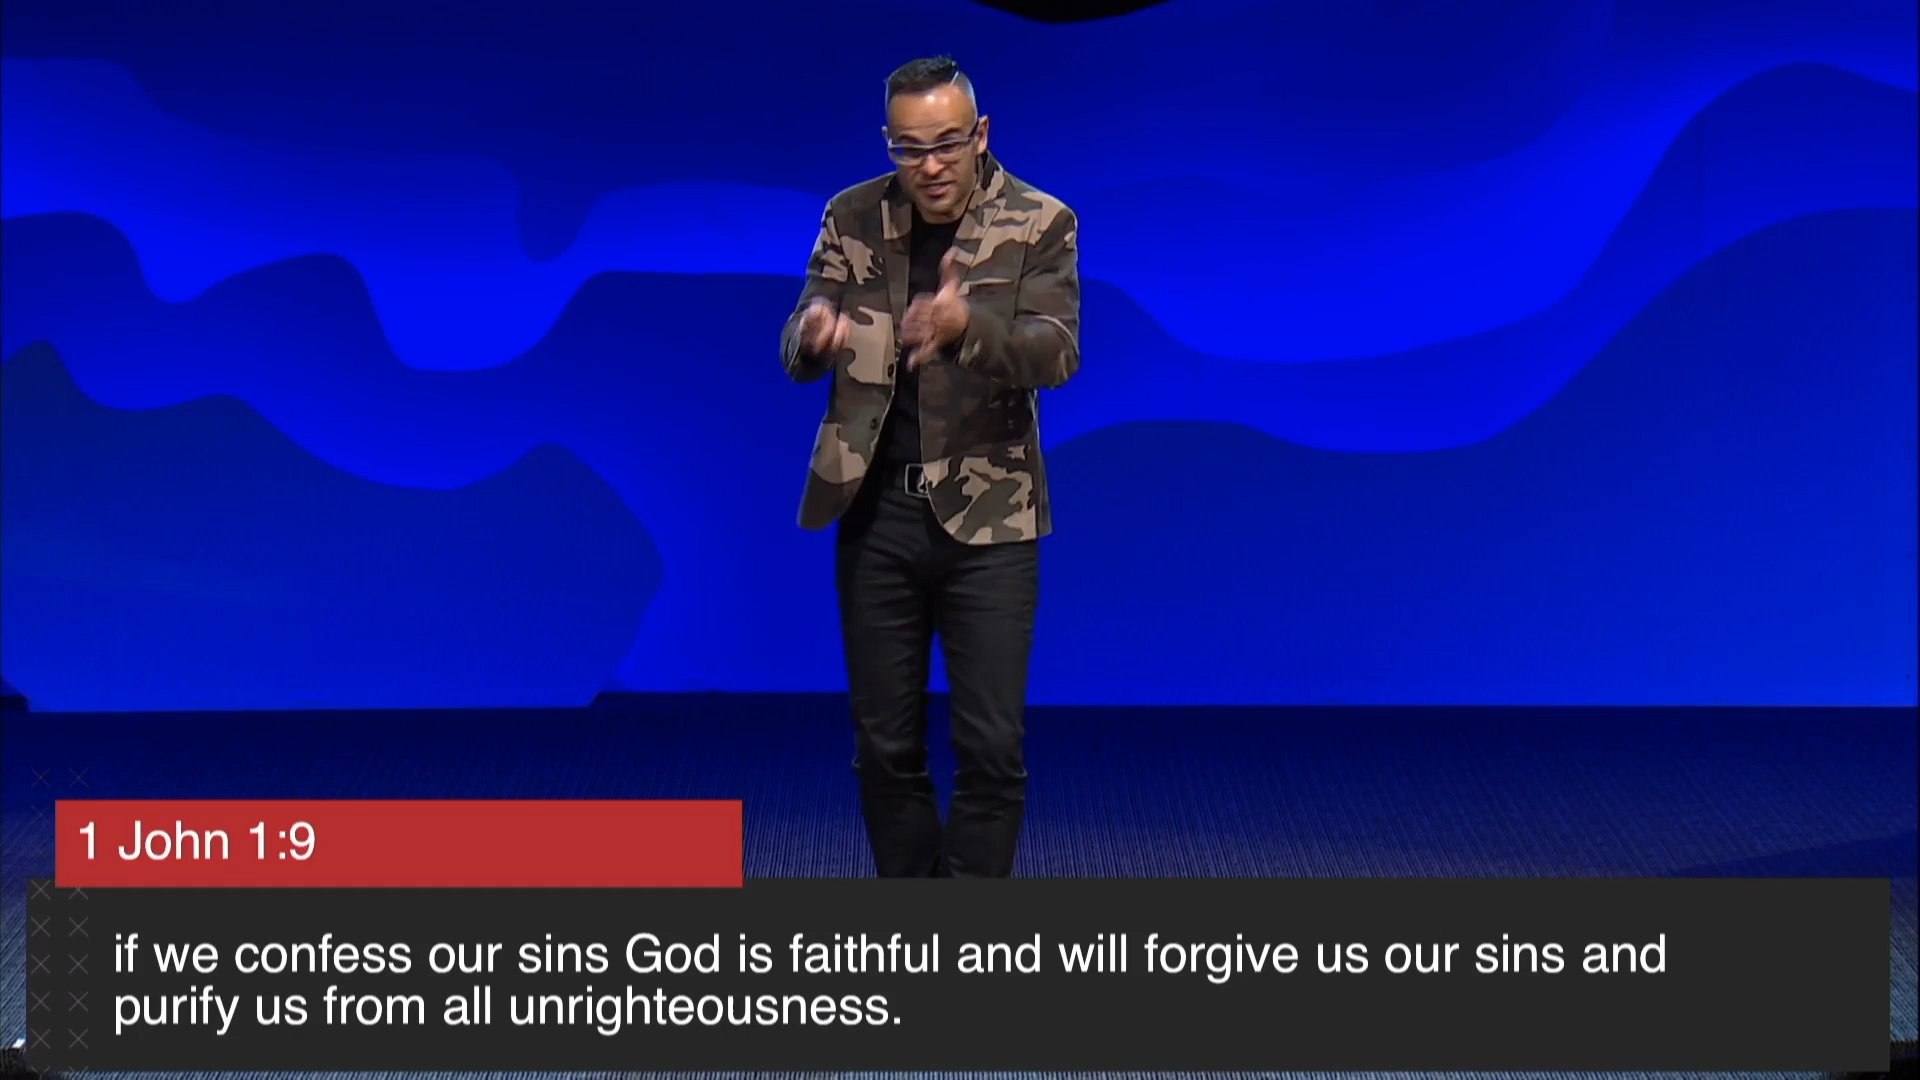 1 John 1:9
if we confess our sins God is faithful and will forgive us our sins and
purify us from all unrighteousness.